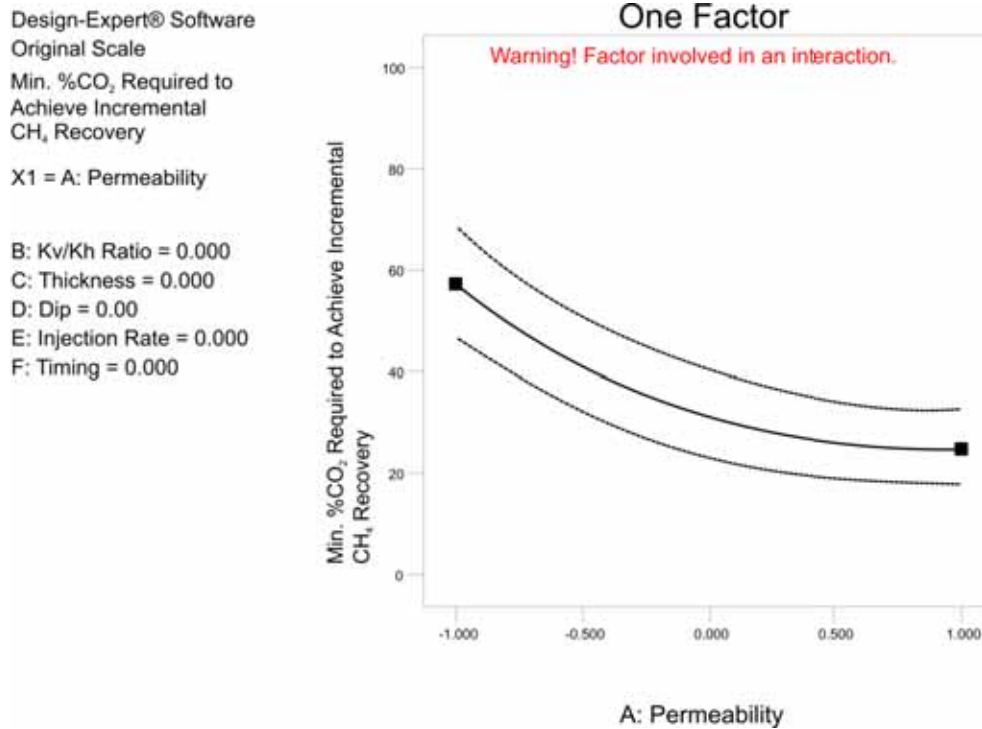 Design-Expert® Software
Original Scale
Min. %CO₂ Required to
Achieve Incremental
CH₄ Recovery
X1 = A: Permeability
B: Kv/Kh Ratio = 0.000
C: Thickness = 0.000
D: Dip = 0.00
E: Injection Rate = 0.000
F: Timing = 0.000
One Factor
Warning! Factor involved in an interaction.
Min. %CO₂ Required to Achieve Incremental
CH₄ Recovery
100
80
60
40
20
0
-1.000 -0.500 0.000 0.500 1.000
A: Permeability